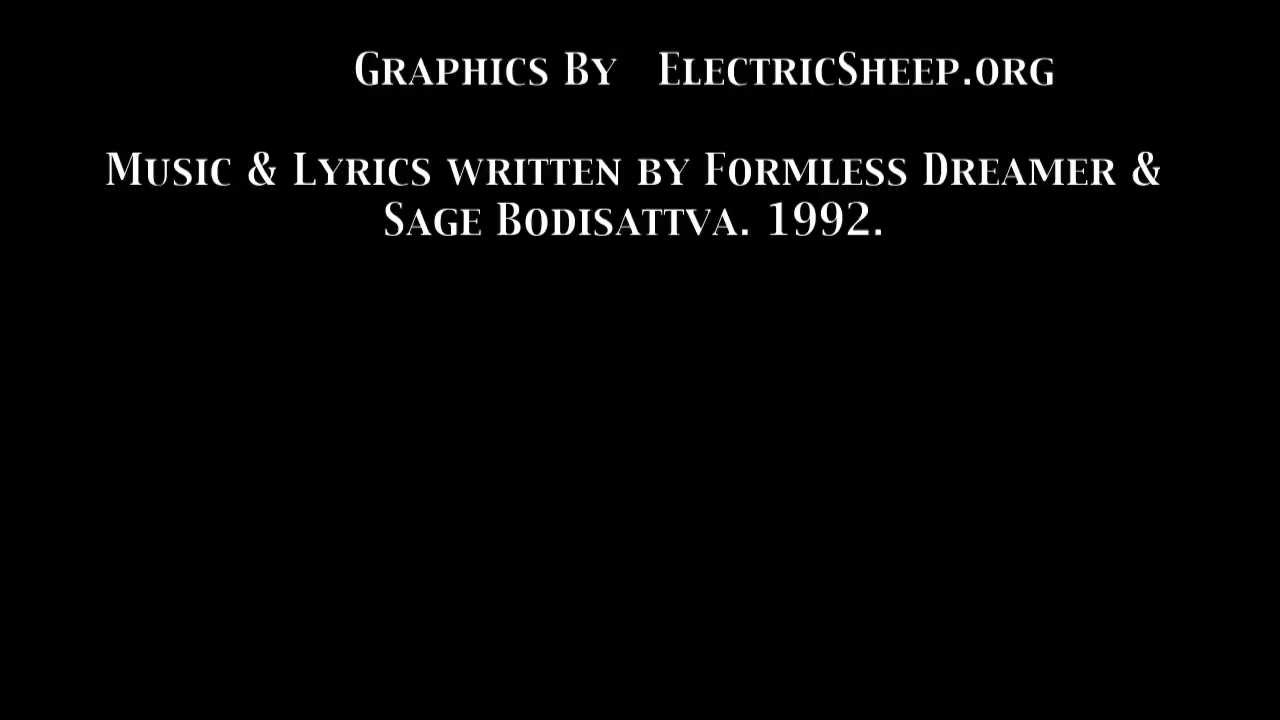 Graphics By ElectricSheep.org
Music & Lyrics written by Formless Dreamer &
Sage Bodisattva. 1992.